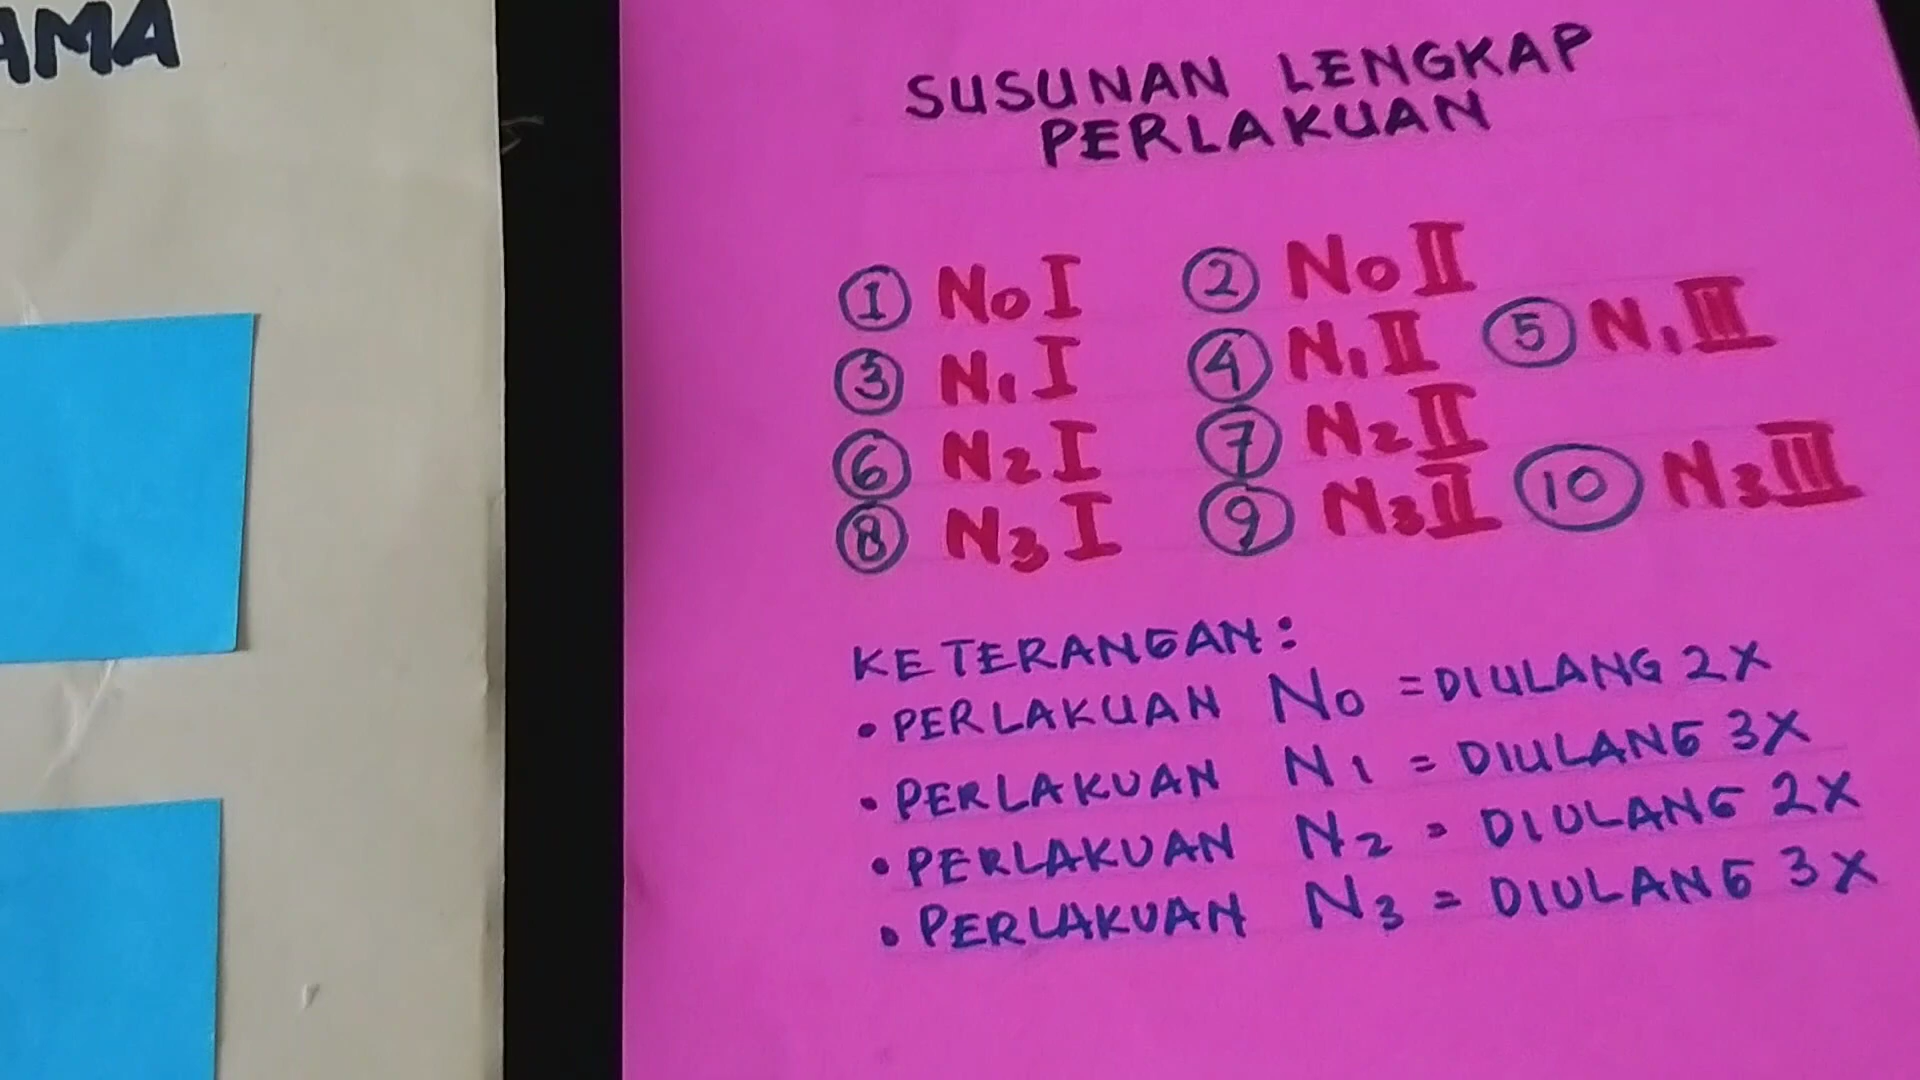 AMA
SUSUNAN LENGKAP
PERLAKUAN
① N₀ I ② N₀ II
③ N₁ I ④ N₁ II ⑤ N₁ III
⑥ N₂ I ⑦ N₂ II
⑧ N₃ I ⑨ N₃ II ⑩ N₃ III
KETERANGAN:
• PERLAKUAN N₀ = DIULANG 2X
• PERLAKUAN N₁ = DIULANG 3X
• PERLAKUAN N₂ = DIULANG 2X
• PERLAKUAN N₃ = DIULANG 3X